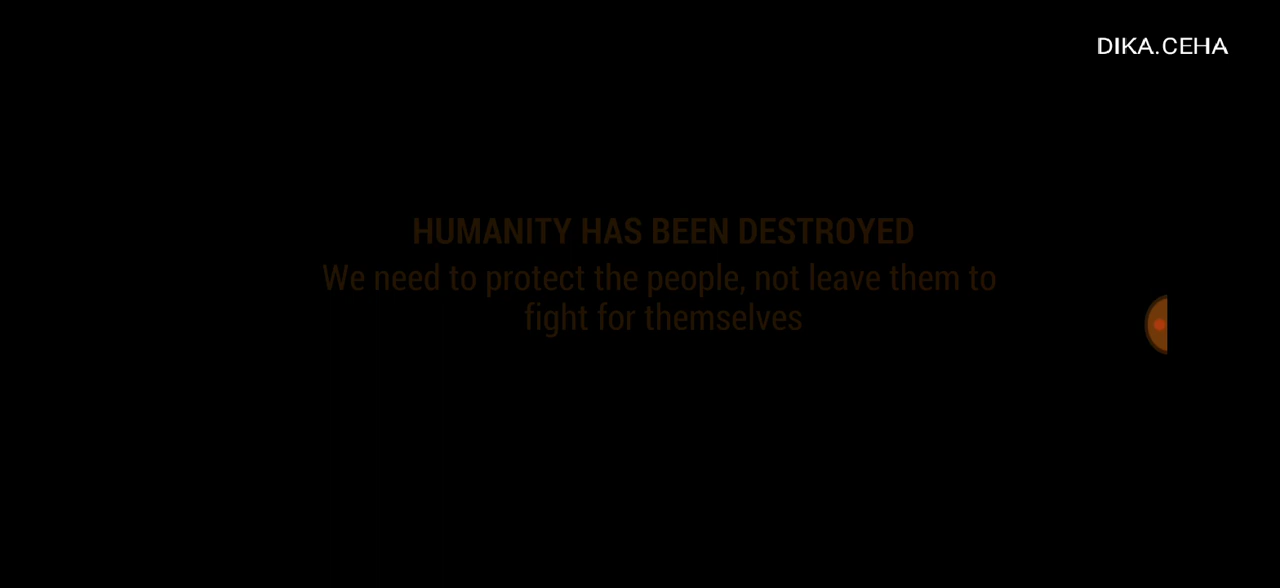 DIKA.CEHA
HUMANITY HAS BEEN DESTROYED
We need to protect the people, not leave them to
fight for themselves